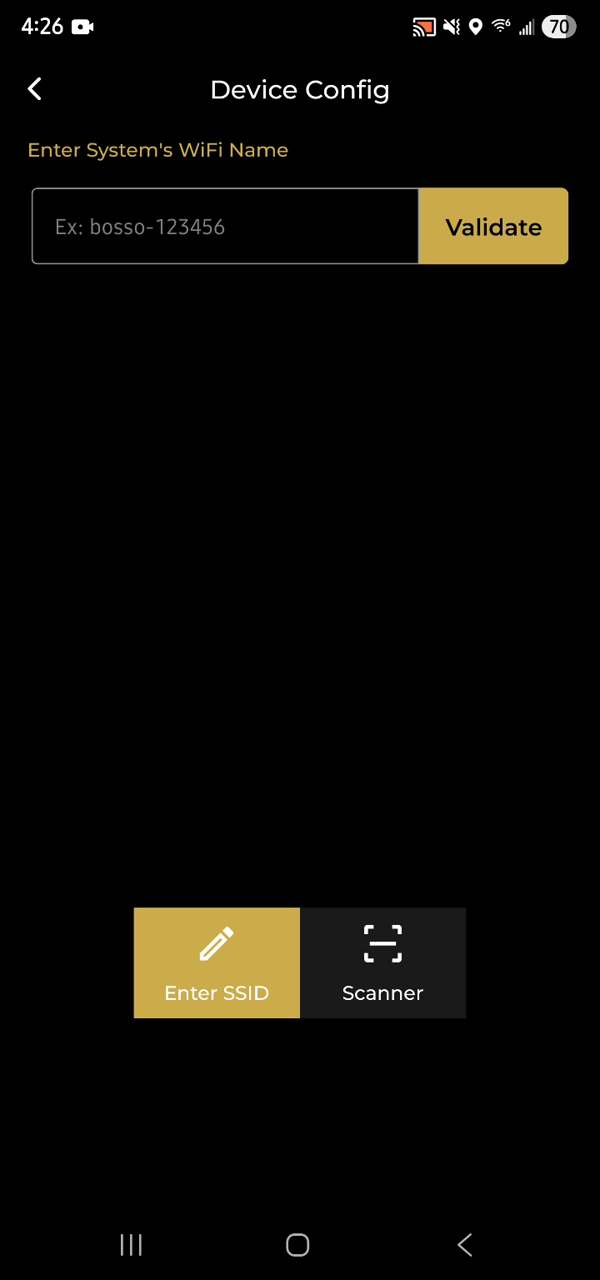 4:26
70
Device Config
Enter System's WiFi Name
Ex: bosso-123456
Validate
Enter SSID
Scanner